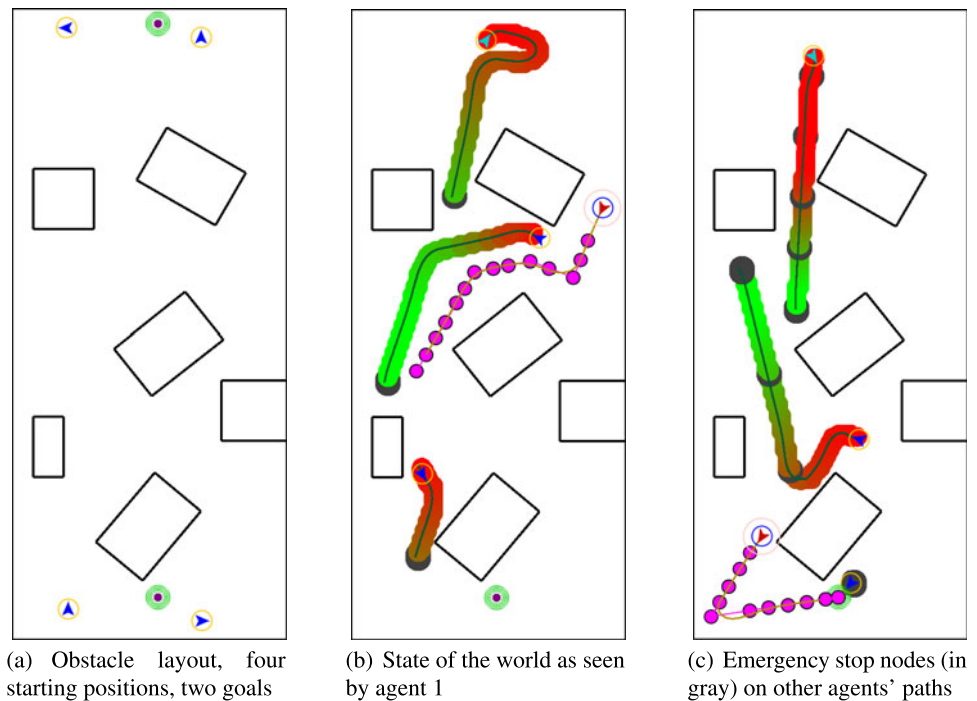 (a) Obstacle layout, four
starting positions, two goals
(b) State of the world as seen
by agent 1
(c) Emergency stop nodes (in
gray) on other agents' paths